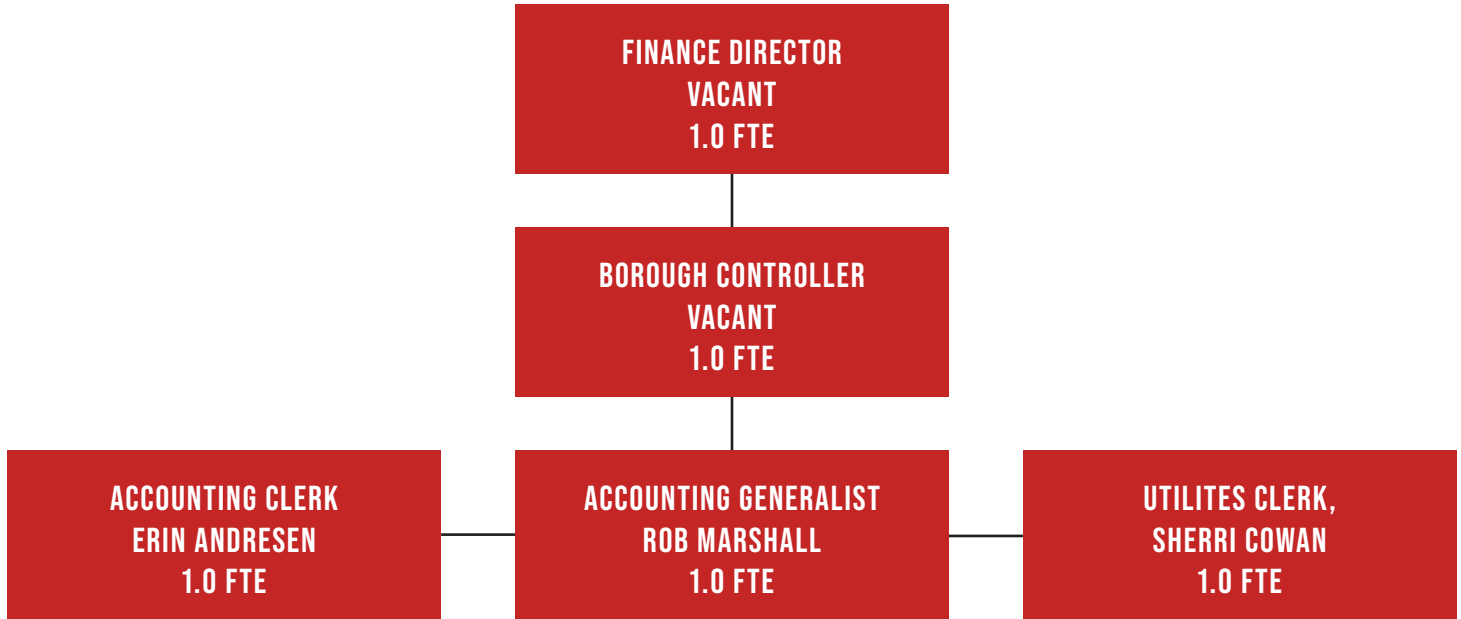 FINANCE DIRECTOR
VACANT
1.0 FTE
BOROUGH CONTROLLER
VACANT
1.0 FTE
ACCOUNTING CLERK
ERIN ANDRESEN
1.0 FTE
ACCOUNTING GENERALIST
ROB MARSHALL
1.0 FTE
UTILITES CLERK,
SHERRI COWAN
1.0 FTE